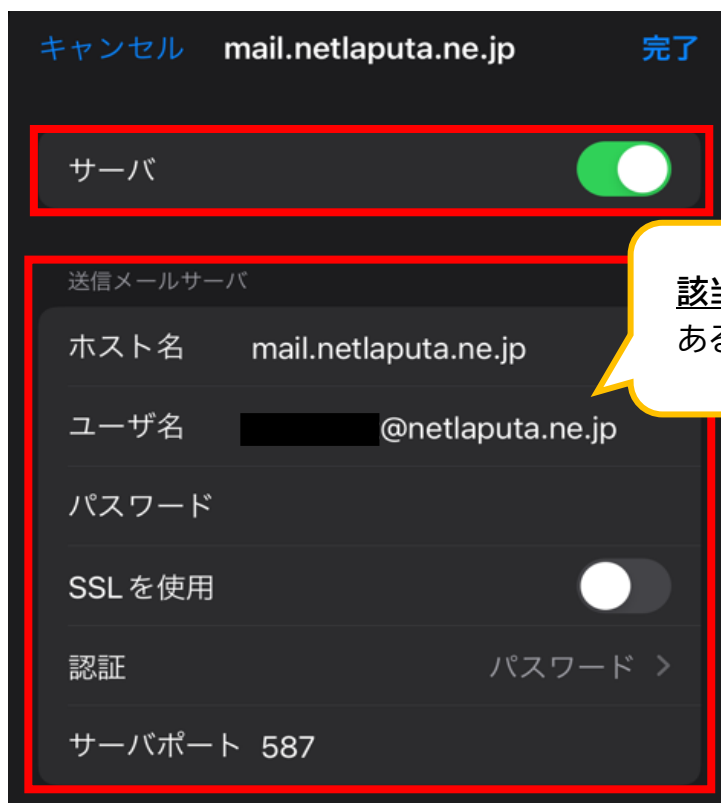 キャンセル mail.netlaputa.ne.jp 完了
サーバ
送信メールサーバ
該
ある
ホスト名 mail.netlaputa.ne.jp
ユーザ名 @netlaputa.ne.jp
パスワード
SSLを使用
認証 パスワード >
サーバポート 587